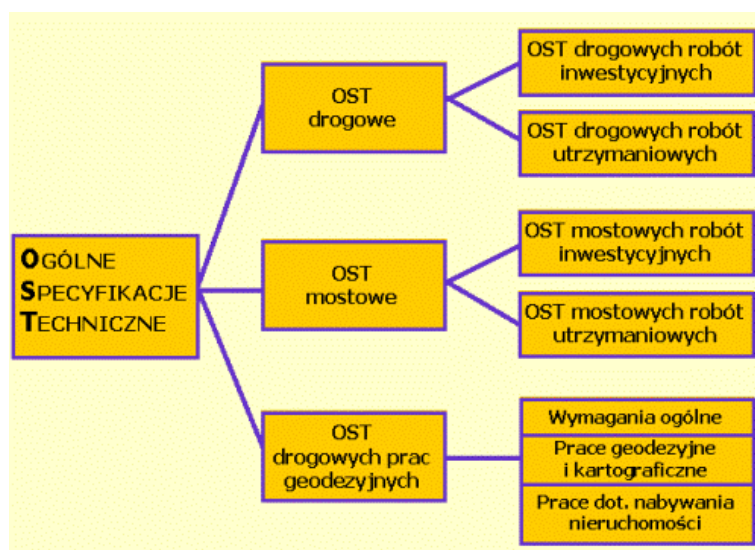 OGÓLNE
SPECYFIKACJE
TECHNICZNE
OST
drogowe
OST drogowych robót
inwestycyjnych
OST drogowych robót
utrzymaniowych
OST
mostowe
OST mostowych robót
inwestycyjnych
OST mostowych robót
utrzymaniowych
OST
drogowych prac
geodezyjnych
Wymagania ogólne
Prace geodezyjne
i kartograficzne
Prace dot. nabywania
nieruchomości